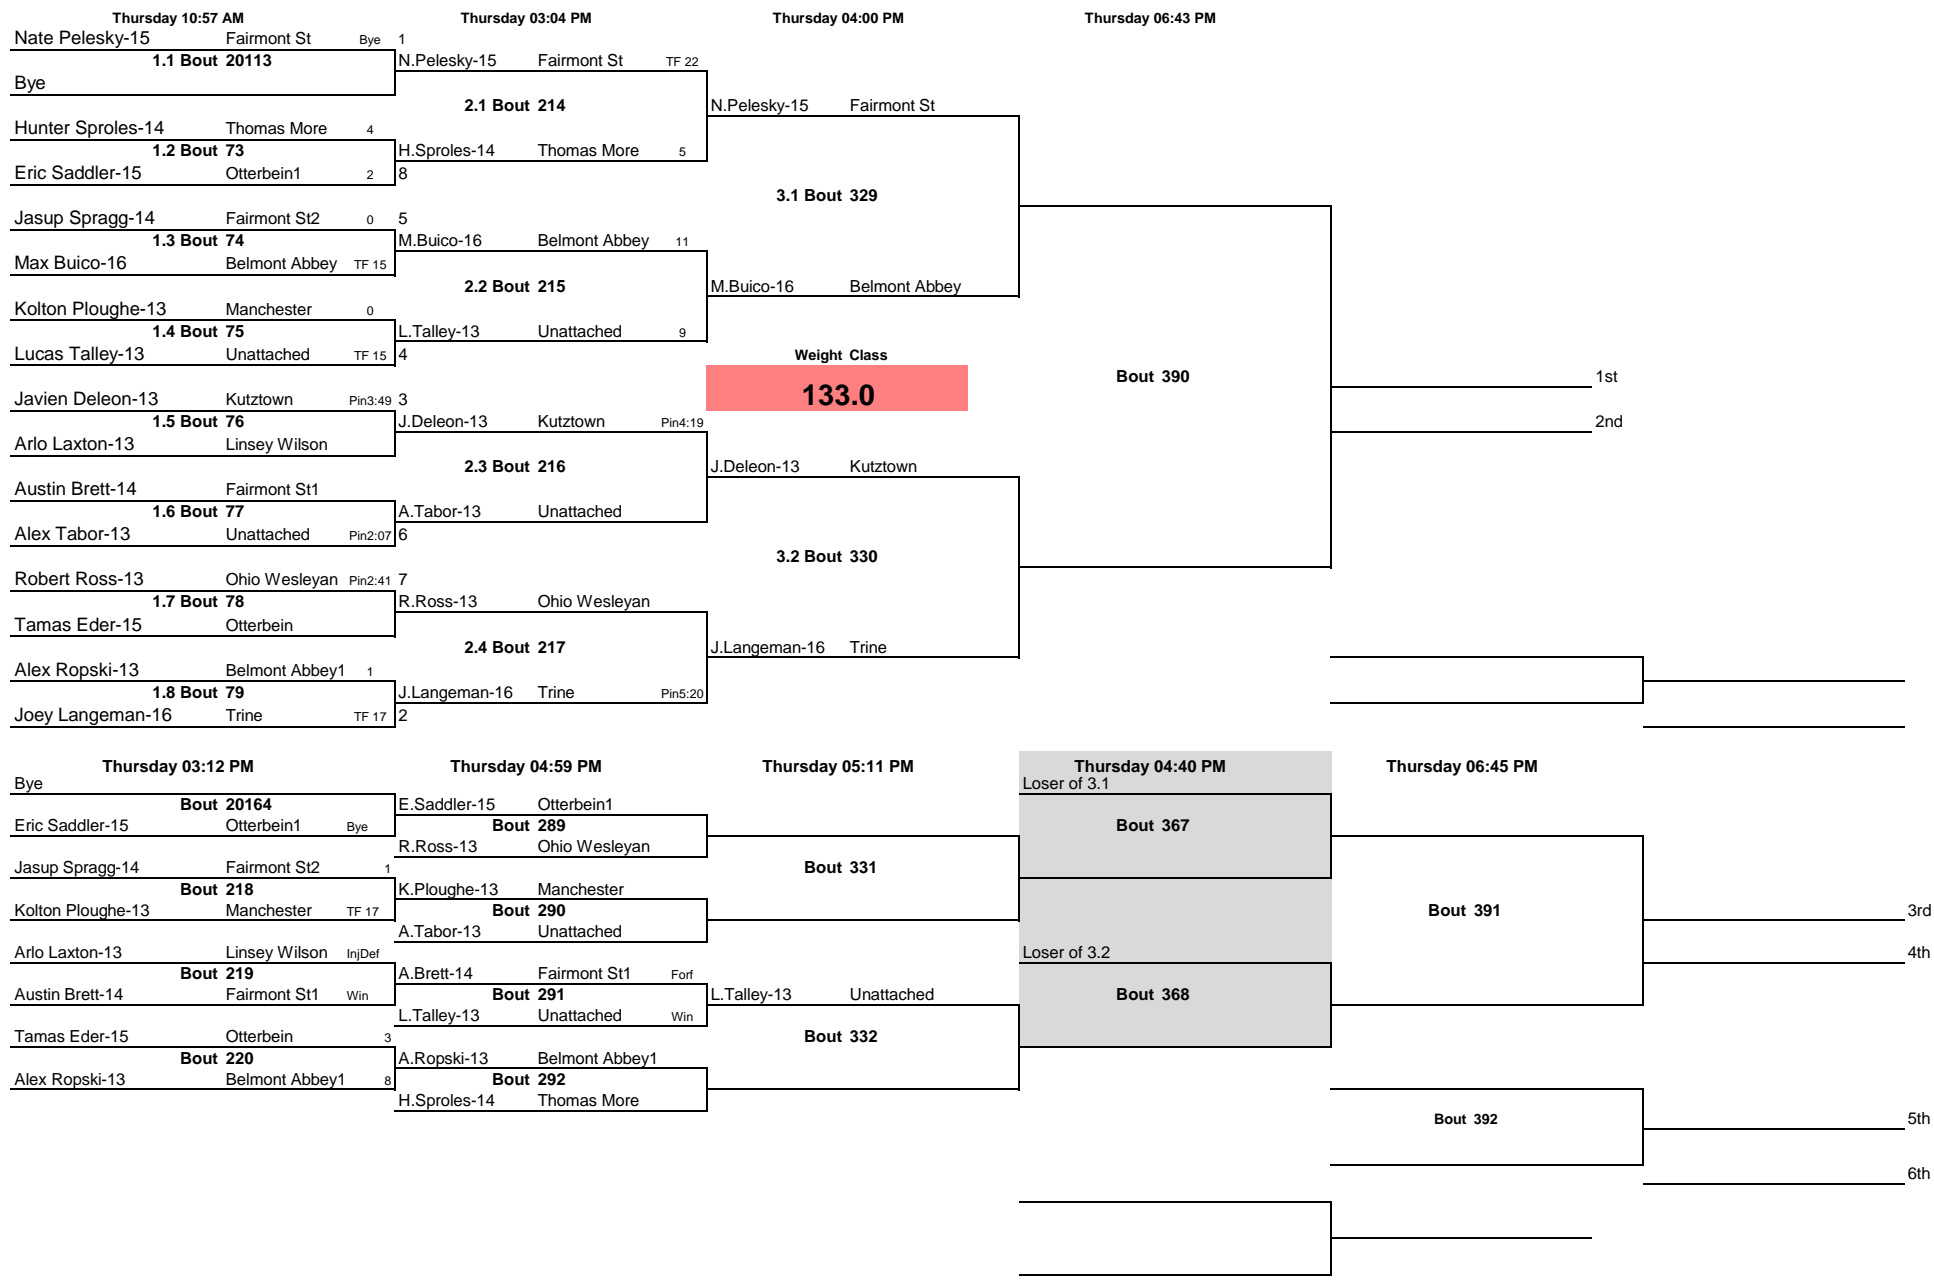 Thursday 10:57 AM Thursday 03:04 PM Thursday 04:00 PM Thursday 06:43 PM
Nate Pelesky-15 Fairmont St Bye 1
1.1 Bout 20113 N.Pelesky-15 Fairmont St TF 22
Bye
2.1 Bout 214 N.Pelesky-15 Fairmont St
Hunter Sproles-14 Thomas More 4
1.2 Bout 73 H.Sproles-14 Thomas More 5
Eric Saddler-15 Otterbein1 2 8
3.1 Bout 329
Jasup Spragg-14 Fairmont St2 0 5
1.3 Bout 74 M.Buico-16 Belmont Abbey 11
Max Buico-16 Belmont Abbey TF 15
2.2 Bout 215 M.Buico-16 Belmont Abbey
Kolton Ploughe-13 Manchester 0
1.4 Bout 75 L.Talley-13 Unattached 9
Lucas Talley-13 Unattached TF 15 4 Weight Class
Bout 390 1st
133.0
Javien Deleon-13 Kutztown Pin3:49 3
1.5 Bout 76 J.Deleon-13 Kutztown Pin4:19 2nd
Arlo Laxton-13 Linsey Wilson
2.3 Bout 216 J.Deleon-13 Kutztown
Austin Brett-14 Fairmont St1
1.6 Bout 77 A.Tabor-13 Unattached
Alex Tabor-13 Unattached Pin2:07 6
3.2 Bout 330
Robert Ross-13 Ohio Wesleyan Pin2:41 7
1.7 Bout 78 R.Ross-13 Ohio Wesleyan
Tamas Eder-15 Otterbein
2.4 Bout 217 J.Langeman-16 Trine
Alex Ropski-13 Belmont Abbey1 1
1.8 Bout 79 J.Langeman-16 Trine Pin5:20
Joey Langeman-16 Trine TF 17 2
Thursday 03:12 PM Thursday 04:59 PM Thursday 05:11 PM Thursday 04:40 PM Thursday 06:45 PM
Bye Loser of 3.1
Bout 20164 E.Saddler-15 Otterbein1
Eric Saddler-15 Otterbein1 Bye Bout 289 Bout 367
R.Ross-13 Ohio Wesleyan
Jasup Spragg-14 Fairmont St2 1 Bout 331
Bout 218 K.Ploughe-13 Manchester
Kolton Ploughe-13 Manchester TF 17 Bout 290 Bout 391 3rd
A.Tabor-13 Unattached
Arlo Laxton-13 Linsey Wilson InjDef Loser of 3.2 4th
Bout 219 A.Brett-14 Fairmont St1 Forf
Austin Brett-14 Fairmont St1 Win Bout 291 L.Talley-13 Unattached Bout 368
L.Talley-13 Unattached Win
Tamas Eder-15 Otterbein 3 Bout 332
Bout 220 A.Ropski-13 Belmont Abbey1
Alex Ropski-13 Belmont Abbey1 8 Bout 292
H.Sproles-14 Thomas More
Bout 392 5th
6th